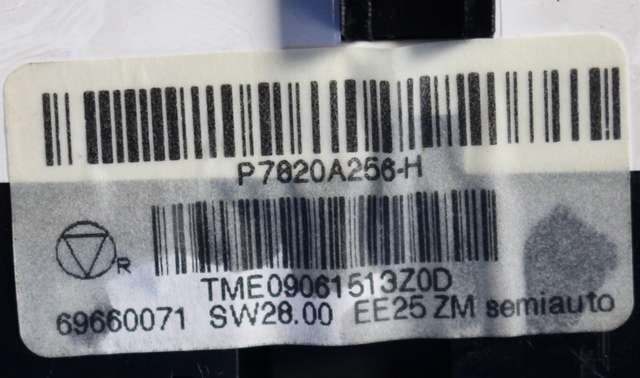 P7820A256-H
R
TME09061513Z0D
69660071 SW28.00 EE25 ZM semiauto